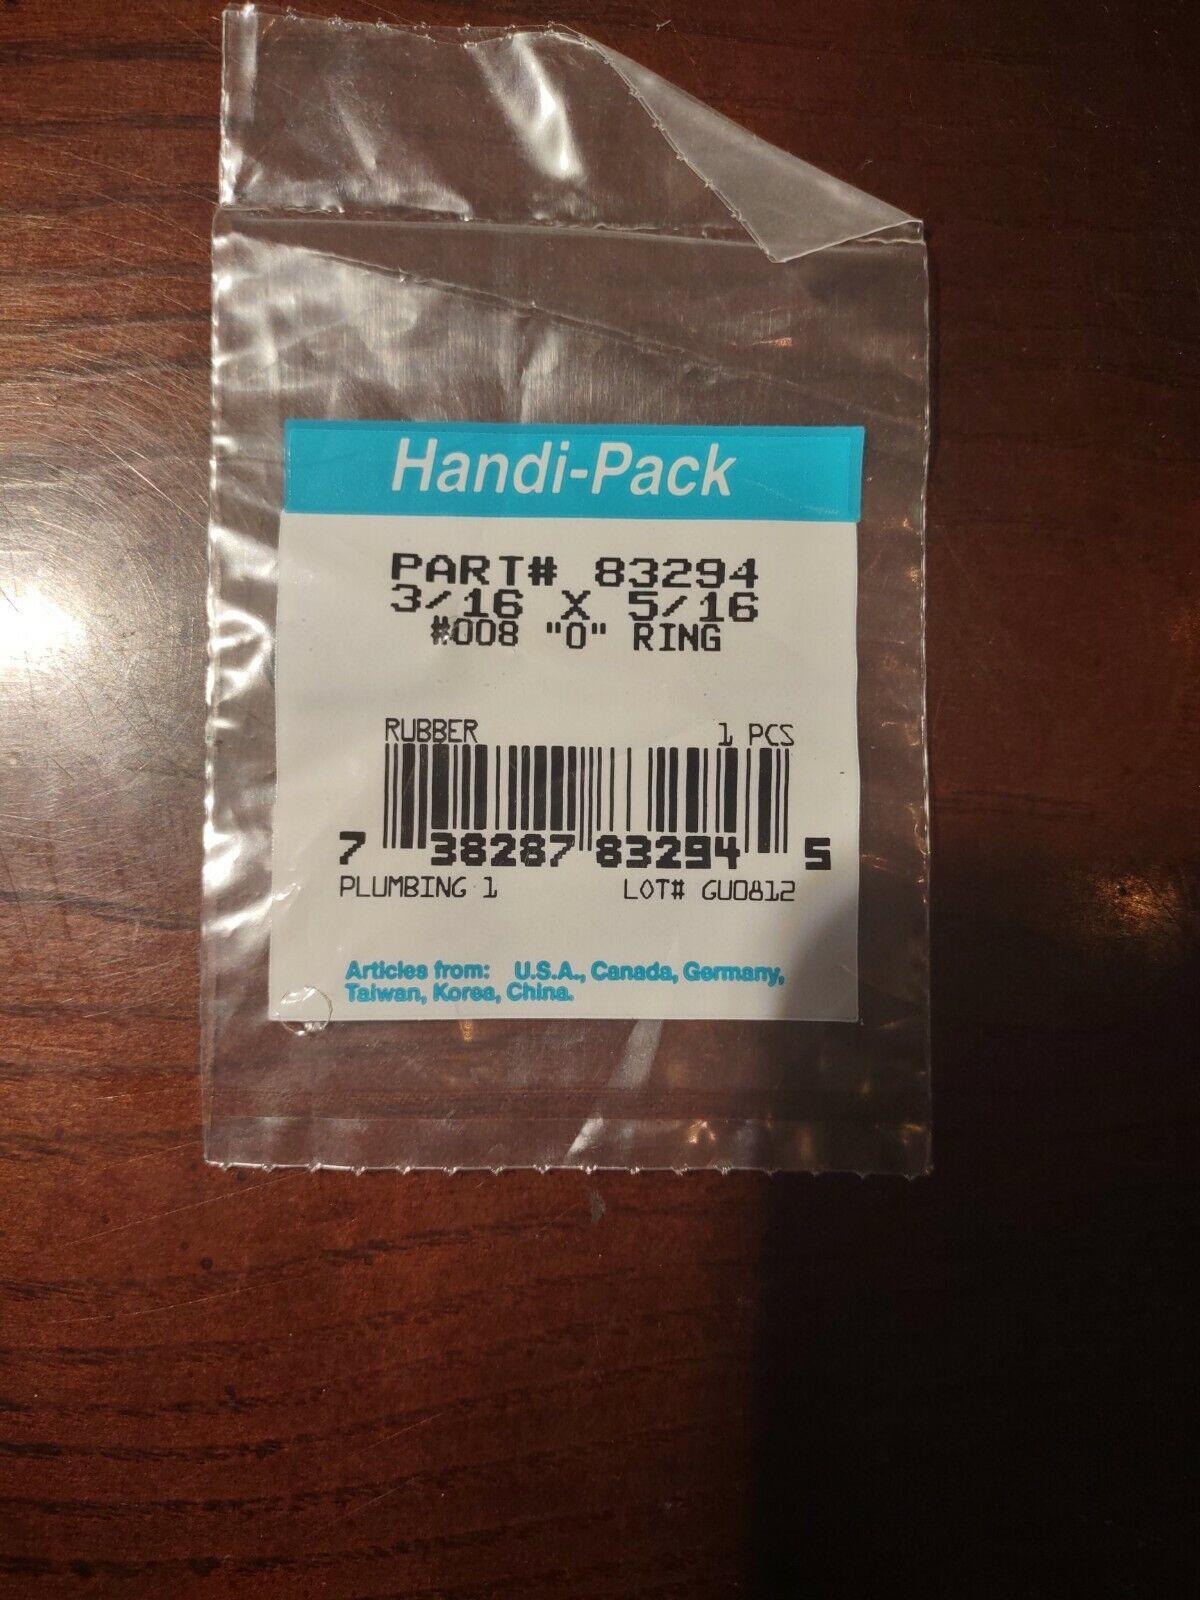 Handi-Pack
PART# 83294
3/16 X 5/16
#008 "O" RING
RUBBER 1 PCS
7 38287 83294 5
PLUMBING 1 LOT# GU0812
Articles from: U.S.A., Canada, Germany,
Taiwan, Korea, China.